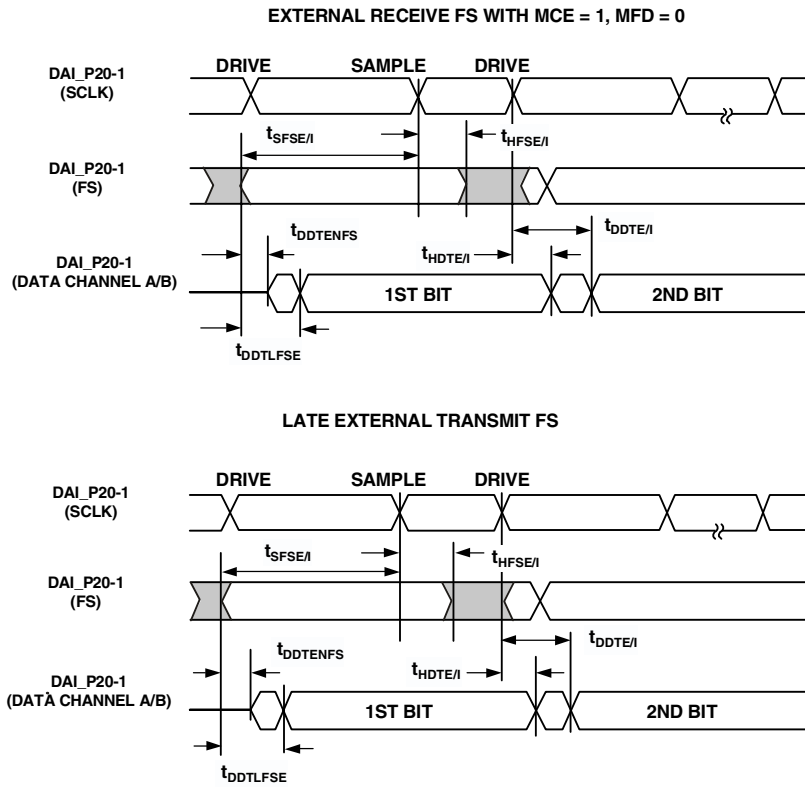 EXTERNAL RECEIVE FS WITH MCE = 1, MFD = 0
DRIVE SAMPLE DRIVE
DAI_P20-1
(SCLK)
tSFSE/I tHFSE/I
DAI_P20-1
(FS)
tDDTENFS tHDTE/I tDDTE/I
DAI_P20-1
(DATA CHANNEL A/B)
1ST BIT 2ND BIT
tDDTLFSE
LATE EXTERNAL TRANSMIT FS
DRIVE SAMPLE DRIVE
DAI_P20-1
(SCLK)
tSFSE/I tHFSE/I
DAI_P20-1
(FS)
tDDTENFS tHDTE/I tDDTE/I
DAI_P20-1
(DATA CHANNEL A/B)
1ST BIT 2ND BIT
tDDTLFSE